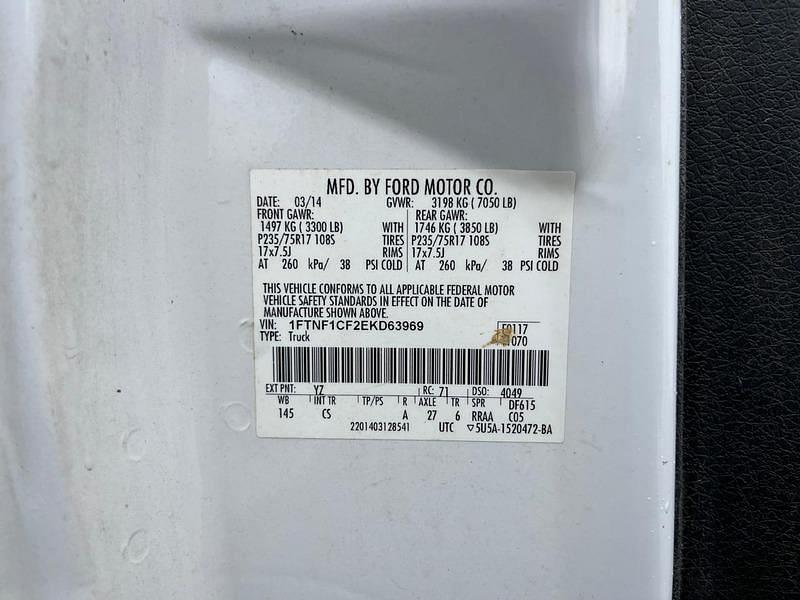 MFD. BY FORD MOTOR CO.
DATE: 03/14 GVWR: 3198 KG ( 7050 LB)
FRONT GAWR: REAR GAWR:
1497 KG ( 3300 LB) WITH 1746 KG ( 3850 LB) WITH
P235/75R17 108S TIRES P235/75R17 108S TIRES
17x7.5J RIMS 17x7.5J RIMS
AT 260 kPa/ 38 PSI COLD AT 260 kPa/ 38 PSI COLD
THIS VEHICLE CONFORMS TO ALL APPLICABLE FEDERAL MOTOR
VEHICLE SAFETY STANDARDS IN EFFECT ON THE DATE OF
MANUFACTURE SHOWN ABOVE.
VIN: 1FTNF1CF2EKD63969 F0117
TYPE: Truck 1070
EXT PNT: YZ RC: 71 DSO: 4049
WB INT TR TP/PS R AXLE TR SPR DF615
145 CS A 27 6 RRAA C05
2201403128541 UTC ▽5U5A-1520472-BA